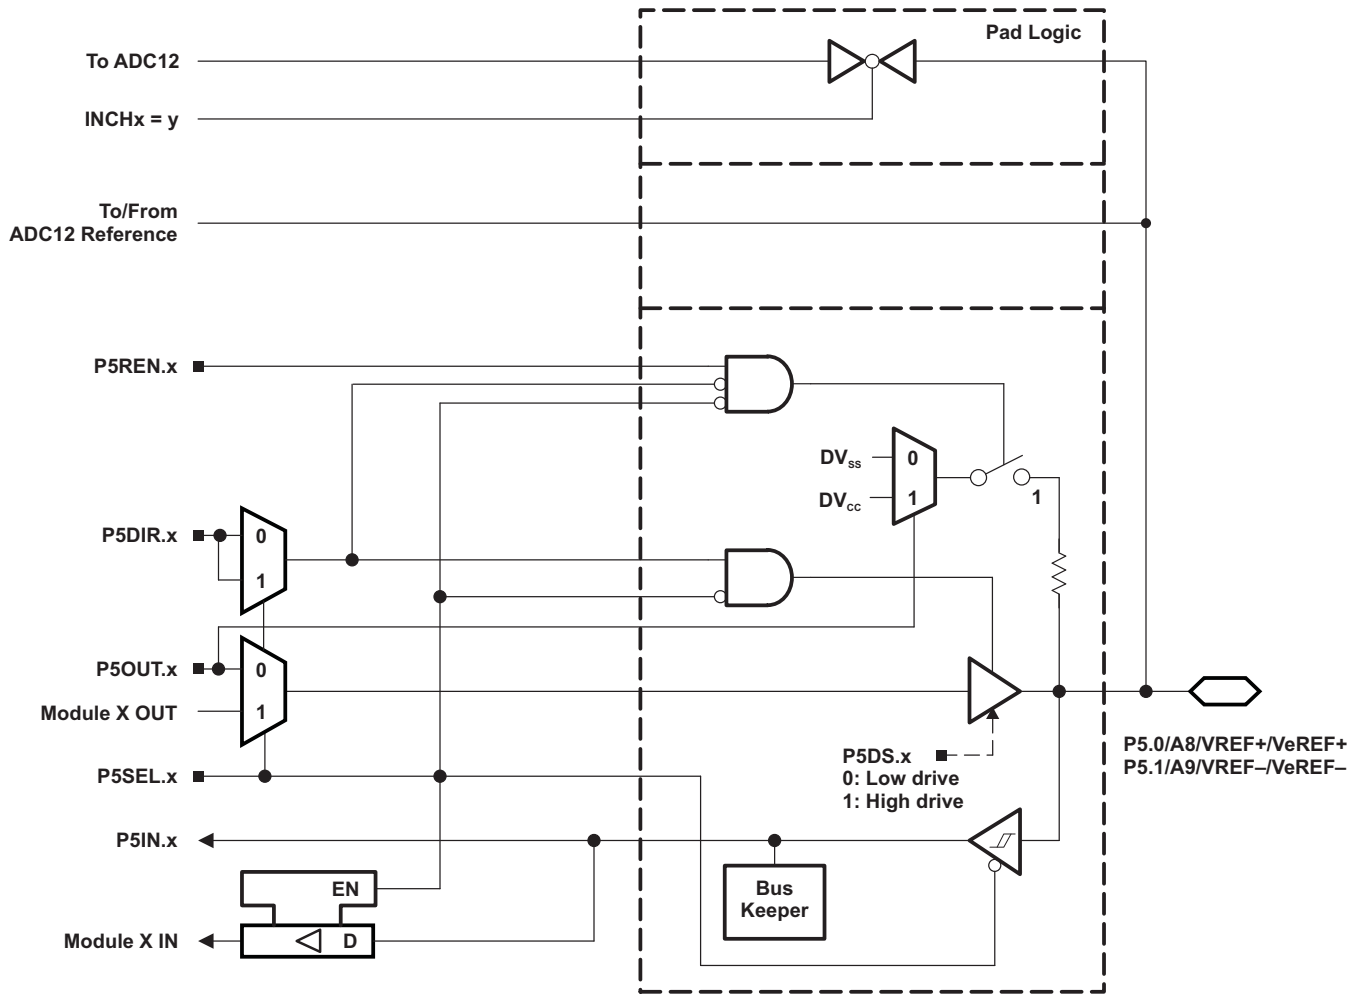 Pad Logic
To ADC12
INCHx = y
To/From
ADC12 Reference
P5REN.x
DVss
0
DVcc
1
1
P5DIR.x
0
1
P5OUT.x
0
Module X OUT
1
P5DS.x
0: Low drive
1: High drive
P5.0/A8/VREF+/VeREF+
P5.1/A9/VREF–/VeREF–
P5SEL.x
P5IN.x
EN
Bus
Keeper
Module X IN
D